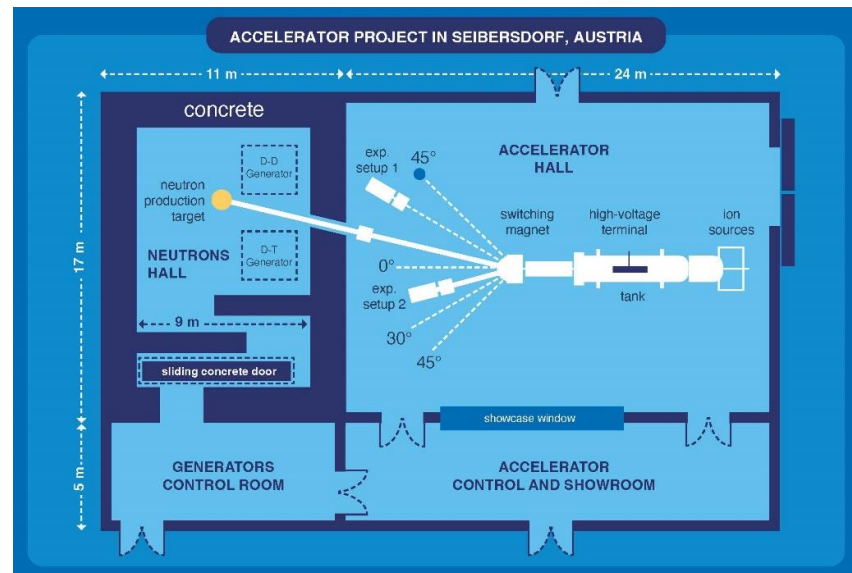 ACCELERATOR PROJECT IN SEIBERSDORF, AUSTRIA
11 m
24 m
concrete
D-D
Generator
neutron
production
target
NEUTRONS
HALL
D-T
Generator
9 m
sliding concrete door
17 m
5 m
exp.
setup 1
45°
ACCELERATOR
HALL
switching
magnet
high-voltage
terminal
ion
sources
tank
0°
exp.
setup 2
30°
45°
showcase window
GENERATORS
CONTROL ROOM
ACCELERATOR
CONTROL AND SHOWROOM